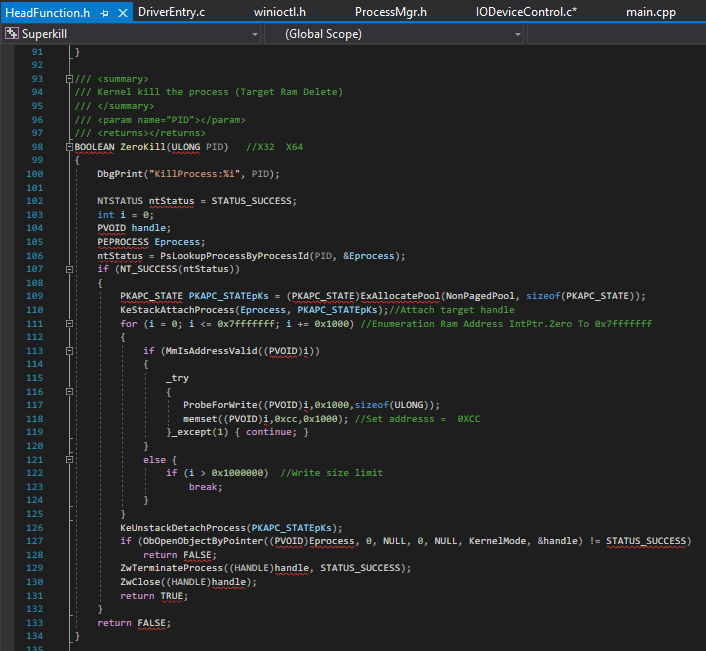 HeadFunction.h DriverEntry.c winioctl.h ProcessMgr.h IODeviceControl.c* main.cpp
Superkill (Global Scope)
91 }
92
93 /// <summary>
94 /// Kernel kill the process (Target Ram Delete)
95 /// </summary>
96 /// <param name="PID"></param>
97 /// <returns></returns>
98 BOOLEAN ZeroKill(ULONG PID) //X32 X64
99 {
100 DbgPrint("KillProcess:%i", PID);
101
102 NTSTATUS ntStatus = STATUS_SUCCESS;
103 int i = 0;
104 PVOID handle;
105 PEPROCESS Eprocess;
106 ntStatus = PsLookupProcessByProcessId(PID, &Eprocess);
107 if (NT_SUCCESS(ntStatus))
108 {
109 PKAPC_STATE PKAPC_STATEpKs = (PKAPC_STATE)ExAllocatePool(NonPagedPool, sizeof(PKAPC_STATE));
110 KeStackAttachProcess(Eprocess, PKAPC_STATEpKs);//Attach target handle
111 for (i = 0; i <= 0x7fffffff; i += 0x1000) //Enumeration Ram Address IntPtr.Zero To 0x7fffffff
112 {
113 if (MmIsAddressValid((PVOID)i))
114 {
115 _try
116 {
117 ProbeForWrite((PVOID)i,0x1000,sizeof(ULONG));
118 memset((PVOID)i,0xcc,0x1000); //Set addresss = 0XCC
119 }_except(1) { continue; }
120 }
121 else {
122 if (i > 0x1000000) //Write size limit
123 break;
124 }
125 }
126 KeUnstackDetachProcess(PKAPC_STATEpKs);
127 if (ObOpenObjectByPointer((PVOID)Eprocess, 0, NULL, 0, NULL, KernelMode, &handle) != STATUS_SUCCESS)
128 return FALSE;
129 ZwTerminateProcess((HANDLE)handle, STATUS_SUCCESS);
130 ZwClose((HANDLE)handle);
131 return TRUE;
132 }
133 return FALSE;
134 }
135